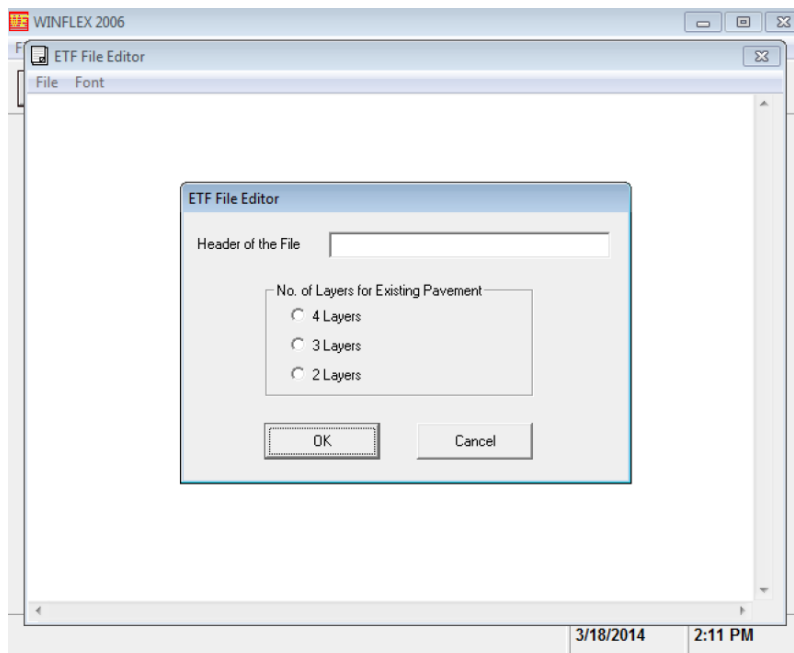 WINFLEX 2006
F
ETF File Editor
File Font
ETF File Editor
Header of the File
No. of Layers for Existing Pavement
4 Layers
3 Layers
2 Layers
OK Cancel
3/18/2014 2:11 PM